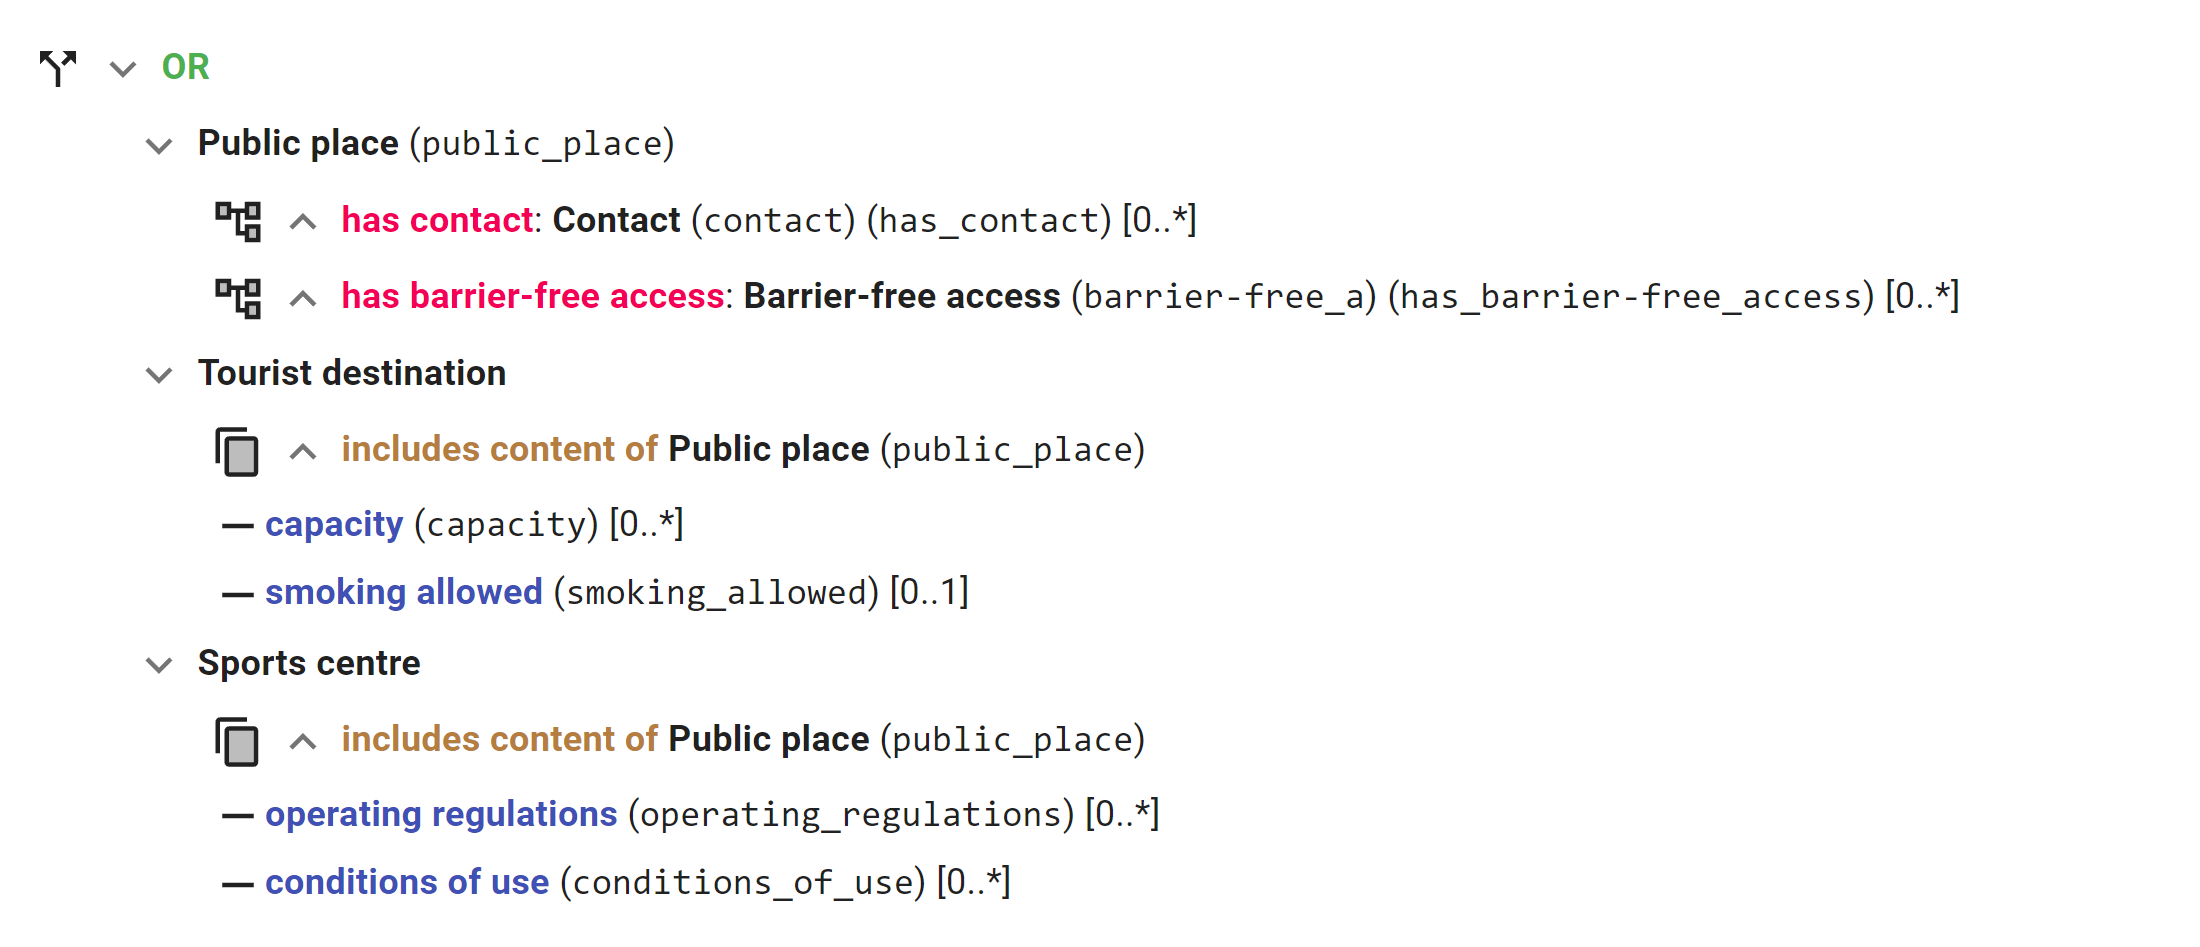 OR
Public place (public_place)
has contact: Contact (contact) (has_contact) [0..*]
has barrier-free access: Barrier-free access (barrier-free_a) (has_barrier-free_access) [0..*]
Tourist destination
includes content of Public place (public_place)
capacity (capacity) [0..*]
smoking allowed (smoking_allowed) [0..1]
Sports centre
includes content of Public place (public_place)
operating regulations (operating_regulations) [0..*]
conditions of use (conditions_of_use) [0..*]